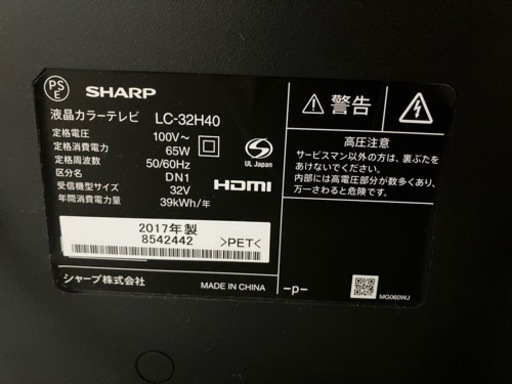 PS
E
SHARP
液晶カラーテレビ LC-32H40
定格電圧 100V~
定格消費電力 65W
定格周波数 50/60Hz
区分名 DN1
受信機型サイズ 32V
年間消費電力量 39kWh/年
S
UL Japan
HDMI
2017年製
8542442 >PET<
シャープ株式会社 MADE IN CHINA
警告
高圧注意
サービスマン以外の方は、裏ぶたを
あけないでください。
内部には高電圧部分が数多くあり、
万一さわると危険です。
-p-
MG060WJ